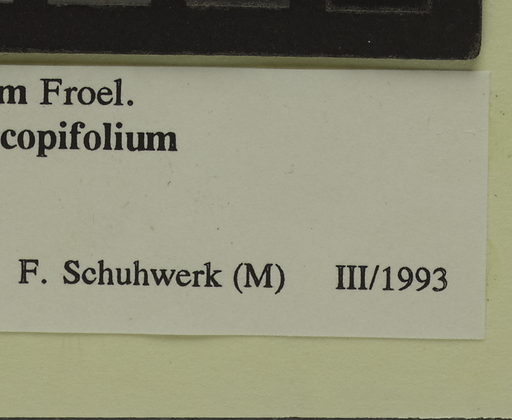 m Froel.
copifolium
F. Schuhwerk (M) III/1993